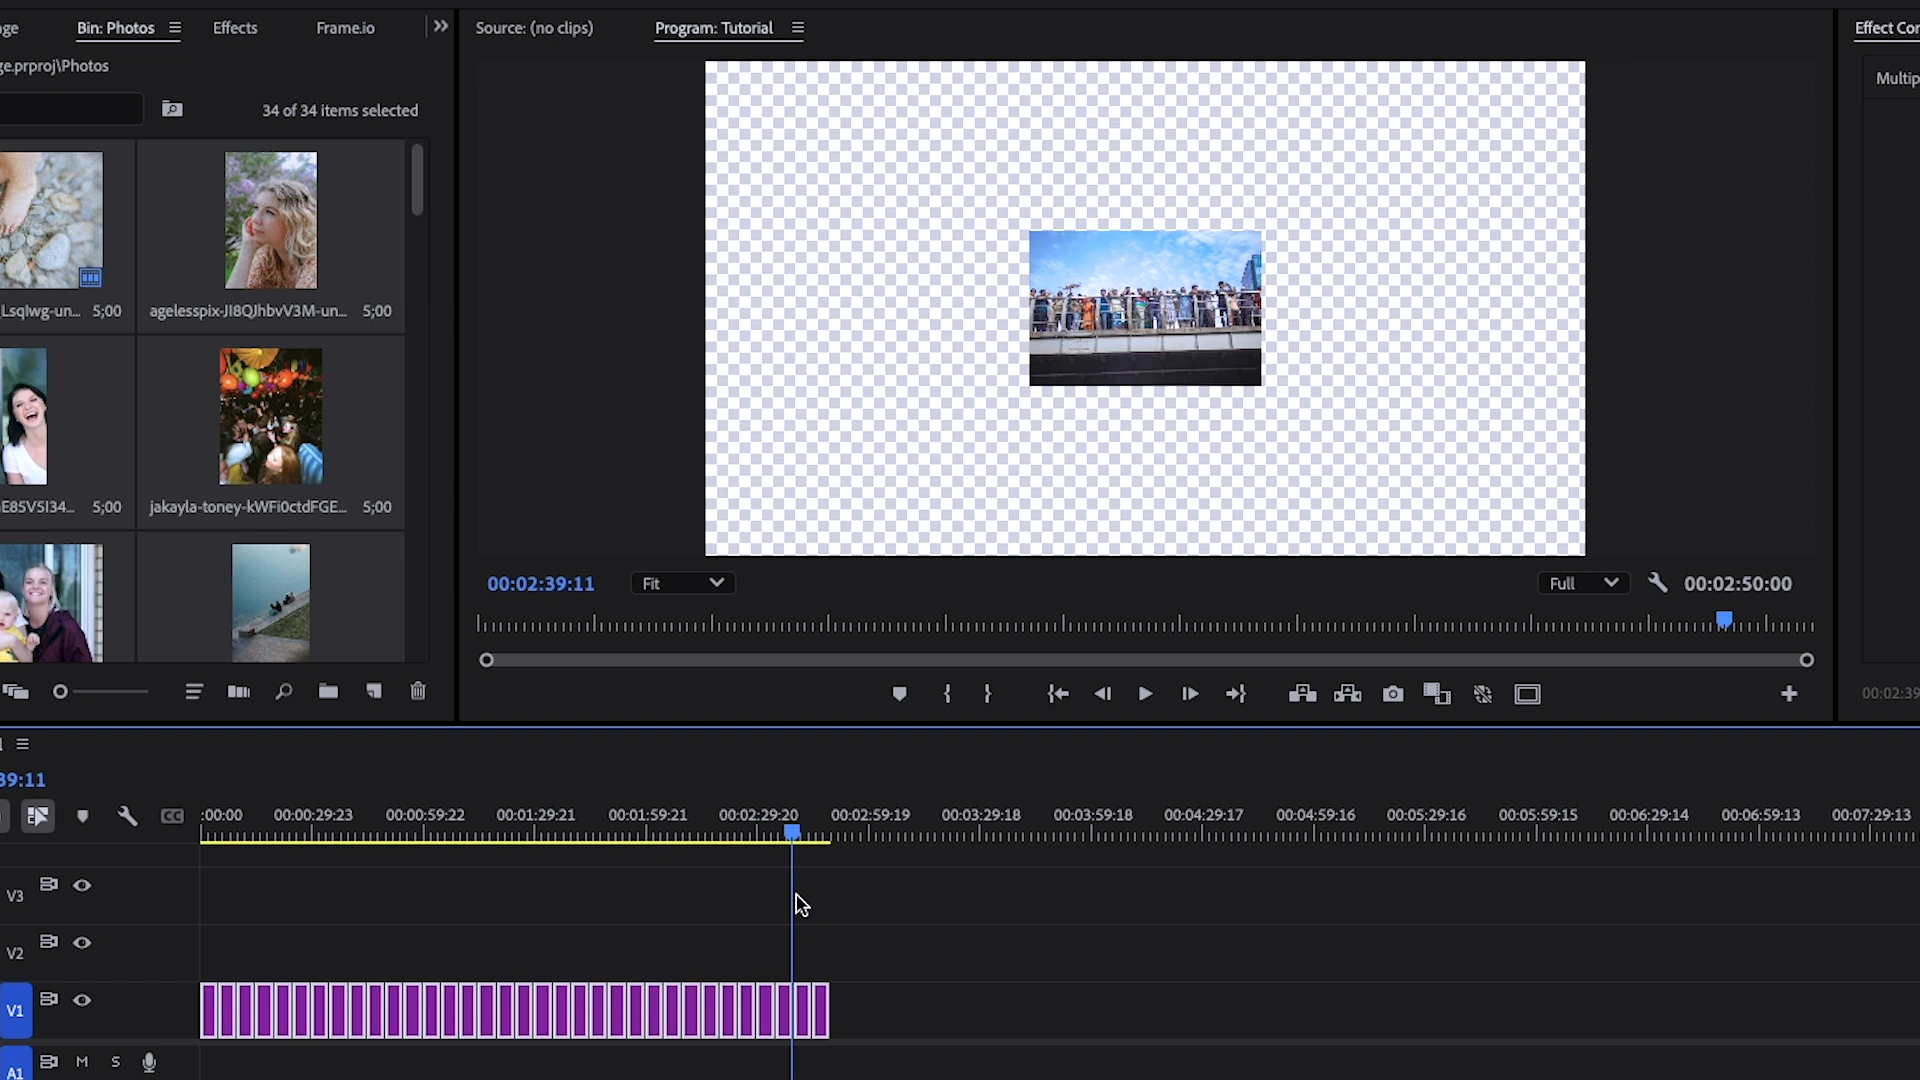 ge
Bin: Photos
Effects
Frame.io
Source: (no clips)
Program: Tutorial
Effect Con
ge.prproj\Photos
Multip
34 of 34 items selected
Lsqlwg-un... 5;00
agelesspix-JI8QJhbvV3M-un... 5;00
E85V5I34... 5;00
jakayla-toney-kWFi0ctdFGE... 5;00
00:02:39:11
Fit
Full
00:02:50:00
00:02:39
39:11
CC
:00:00
00:00:29:23
00:00:59:22
00:01:29:21
00:01:59:21
00:02:29:20
00:02:59:19
00:03:29:18
00:03:59:18
00:04:29:17
00:04:59:16
00:05:29:16
00:05:59:15
00:06:29:14
00:06:59:13
00:07:29:13
V3
V2
V1
A1 M S